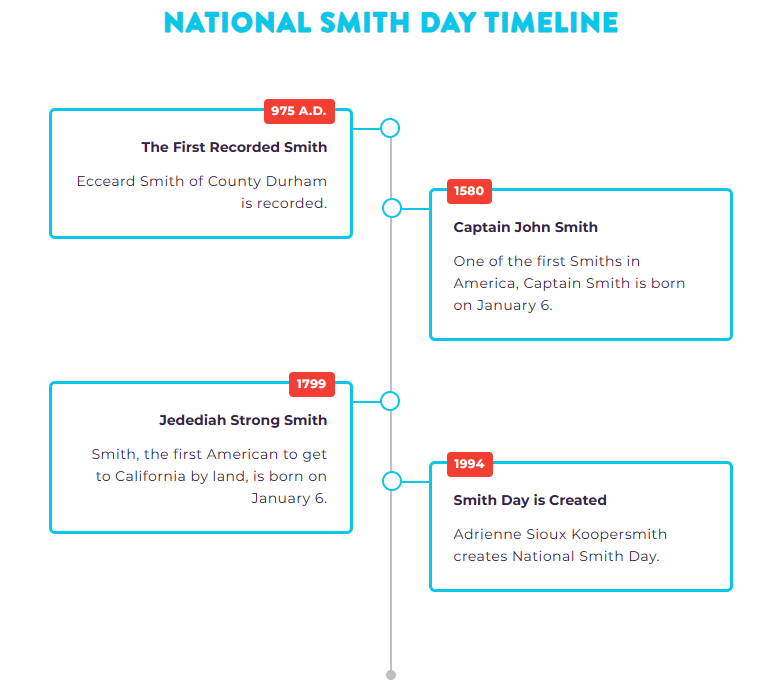 NATIONAL SMITH DAY TIMELINE
975 A.D.
The First Recorded Smith
Ecceard Smith of County Durham
is recorded.
1580
Captain John Smith
One of the first Smiths in
America, Captain Smith is born
on January 6.
1799
Jedediah Strong Smith
Smith, the first American to get
to California by land, is born on
January 6.
1994
Smith Day is Created
Adrienne Sioux Koopersmith
creates National Smith Day.